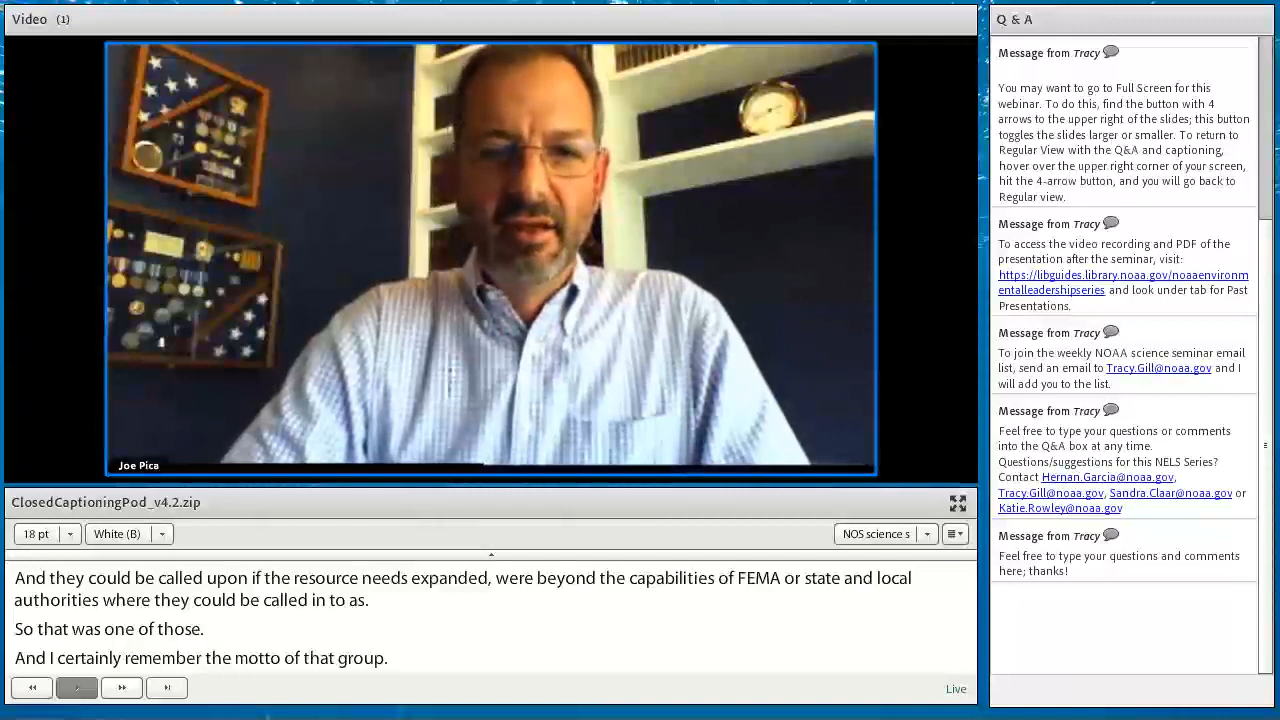 Video (1)
Joe Pica
ClosedCaptioningPod_v4.2.zip
18 pt
White (B)
NOS science s
And they could be called upon if the resource needs expanded, were beyond the capabilities of FEMA or state and local
authorities where they could be called in to as.
So that was one of those.
And I certainly remember the motto of that group.
Live
Q & A
Message from Tracy
You may want to go to Full Screen for this
webinar. To do this, find the button with 4
arrows to the upper right of the slides; this button
toggles the slides larger or smaller. To return to
Regular View with the Q&A and captioning,
hover over the upper right corner of your screen,
hit the 4-arrow button, and you will go back to
Regular view.
Message from Tracy
To access the video recording and PDF of the
presentation after the seminar, visit:
https://libguides.library.noaa.gov/noaaenvironm
entalleadershipseries and look under tab for Past
Presentations.
Message from Tracy
To join the weekly NOAA science seminar email
list, send an email to Tracy.Gill@noaa.gov and I
will add you to the list.
Message from Tracy
Feel free to type your questions or comments
into the Q&A box at any time.
Questions/suggestions for this NELS Series?
Contact Hernan.Garcia@noaa.gov,
Tracy.Gill@noaa.gov, Sandra.Claar@noaa.gov or
Katie.Rowley@noaa.gov
Message from Tracy
Feel free to type your questions and comments
here; thanks!